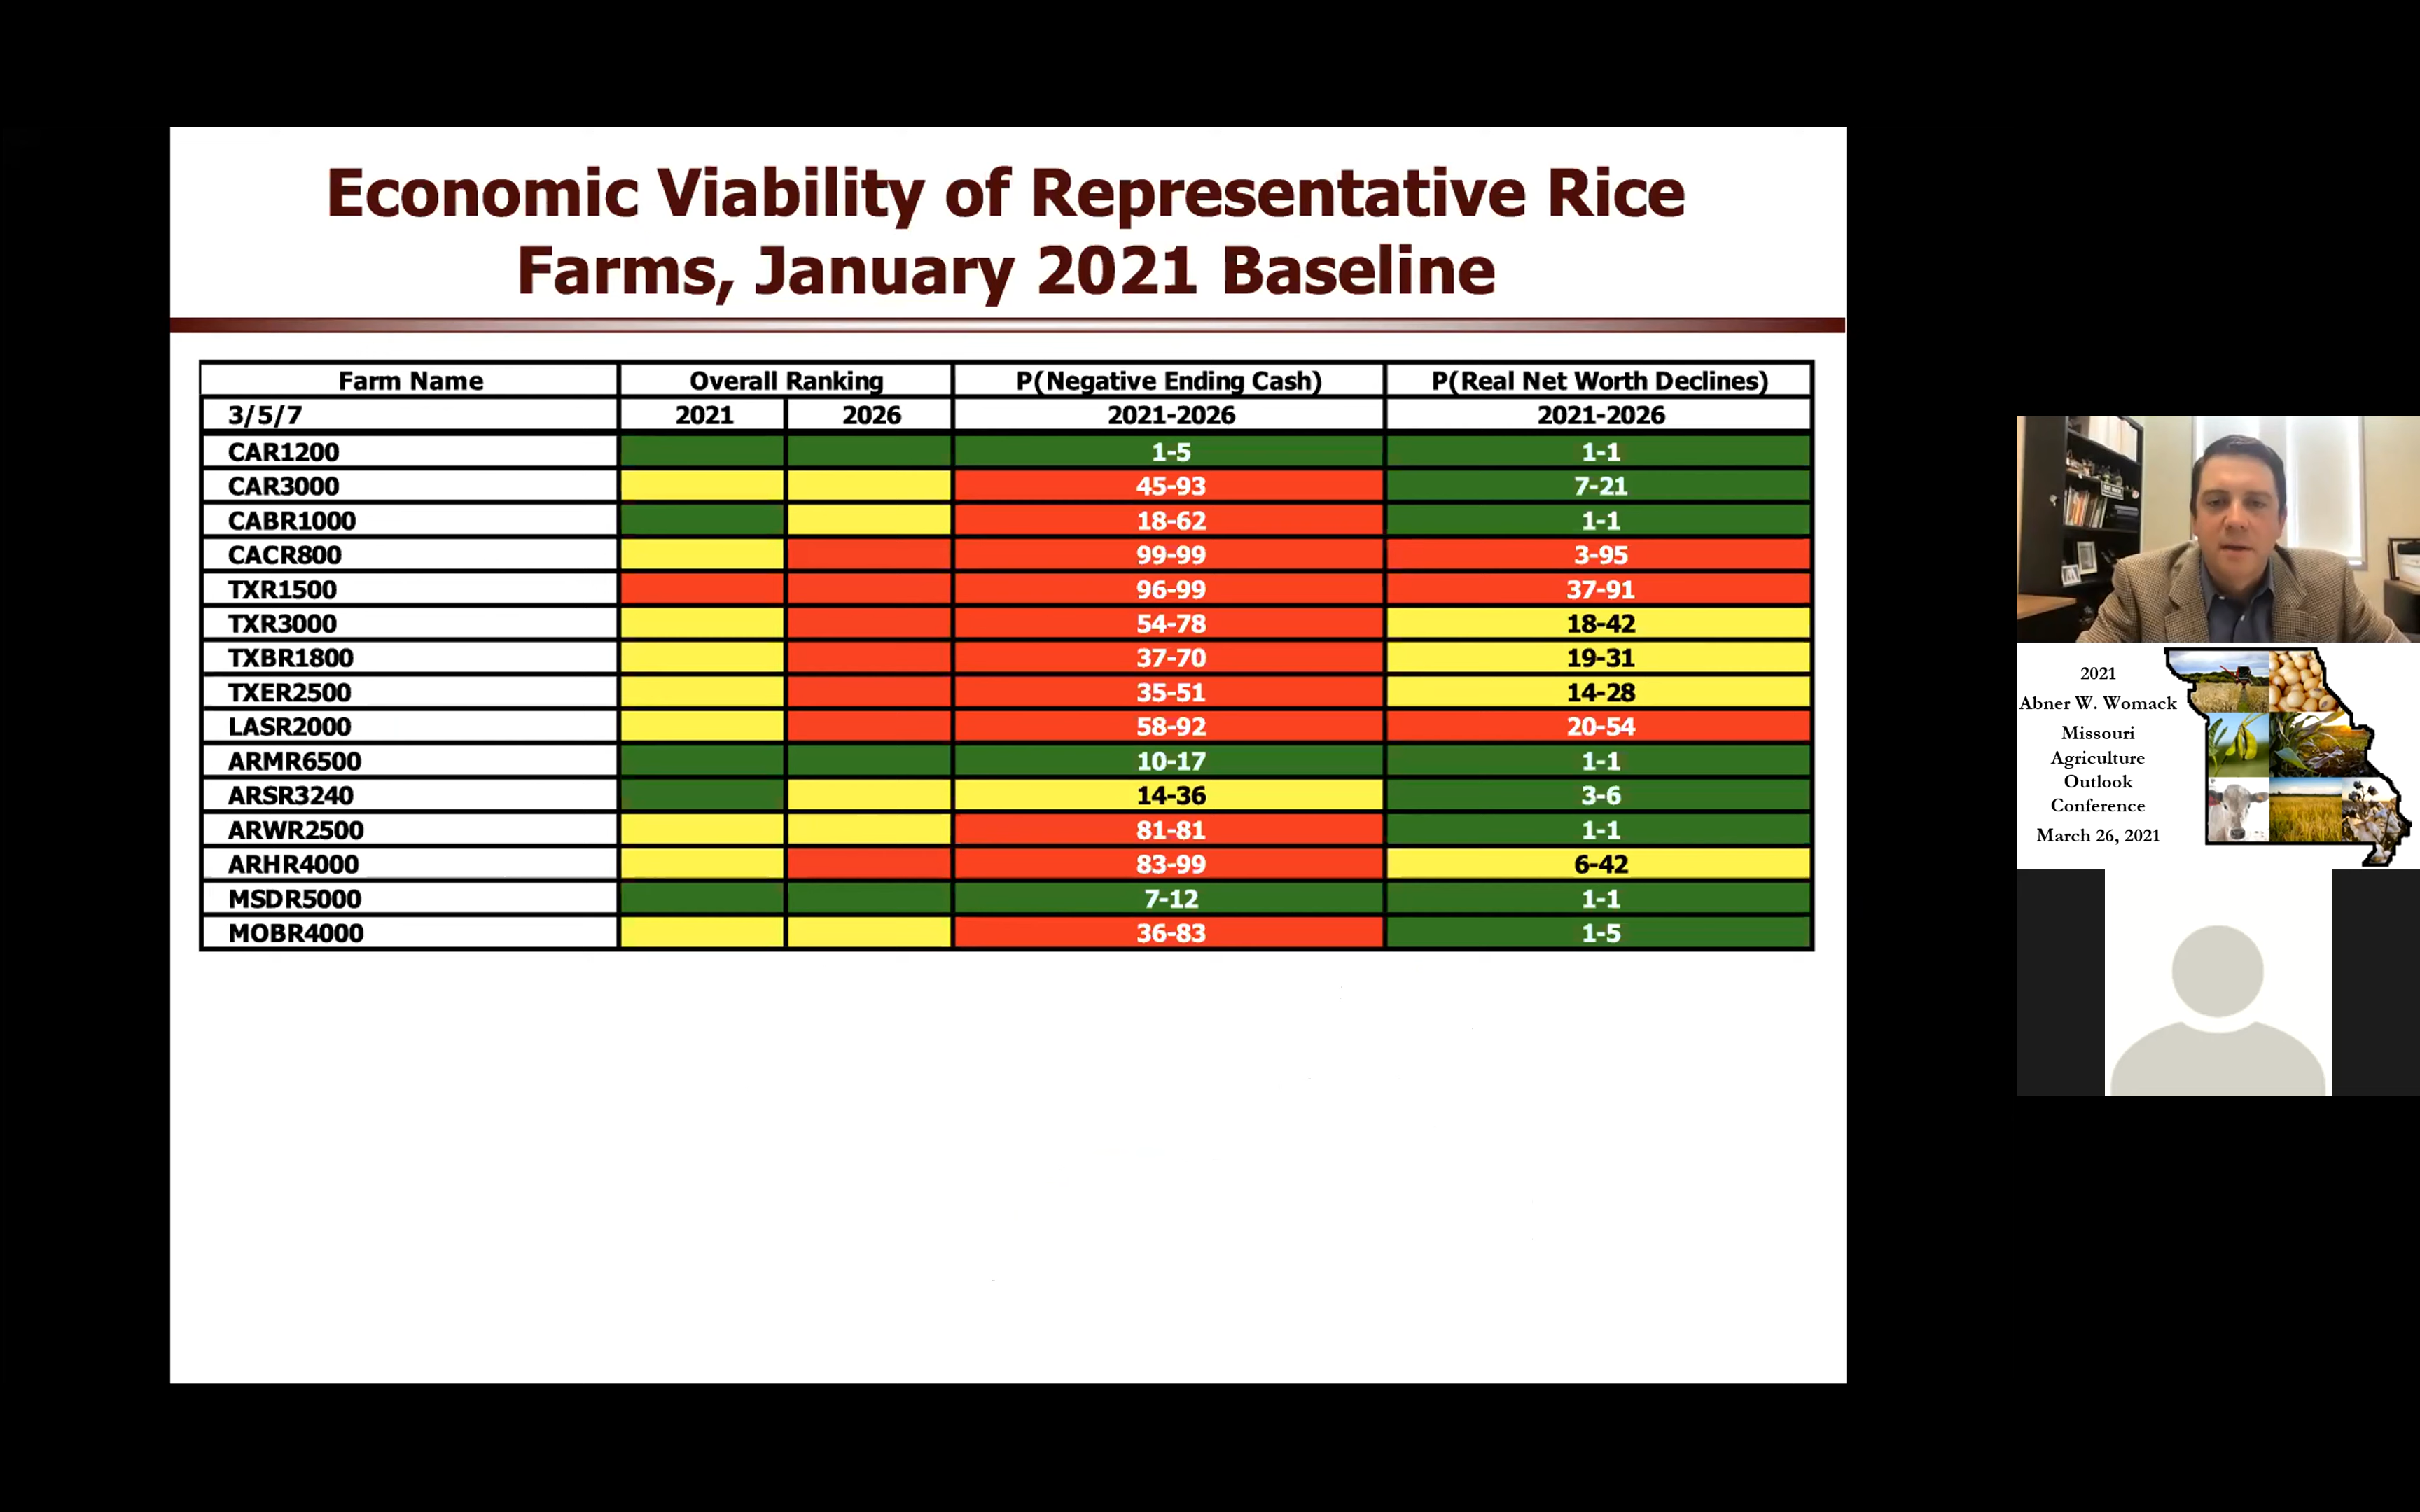 Economic Viability of Representative Rice
Farms, January 2021 Baseline
Farm Name Overall Ranking P(Negative Ending Cash) P(Real Net Worth Declines)
3/5/7 2021 2026 2021-2026 2021-2026
CAR1200 1-5 1-1
CAR3000 45-93 7-21
CABR1000 18-62 1-1
CACR800 99-99 3-95
TXR1500 96-99 37-91
TXR3000 54-78 18-42
TXBR1800 37-70 19-31
TXER2500 35-51 14-28
LASR2000 58-92 20-54
ARMR6500 10-17 1-1
ARSR3240 14-36 3-6
ARWR2500 81-81 1-1
ARHR4000 83-99 6-42
MSDR5000 7-12 1-1
MOBR4000 36-83 1-5
2021
Abner W. Womack
Missouri
Agriculture
Outlook
Conference
March 26, 2021